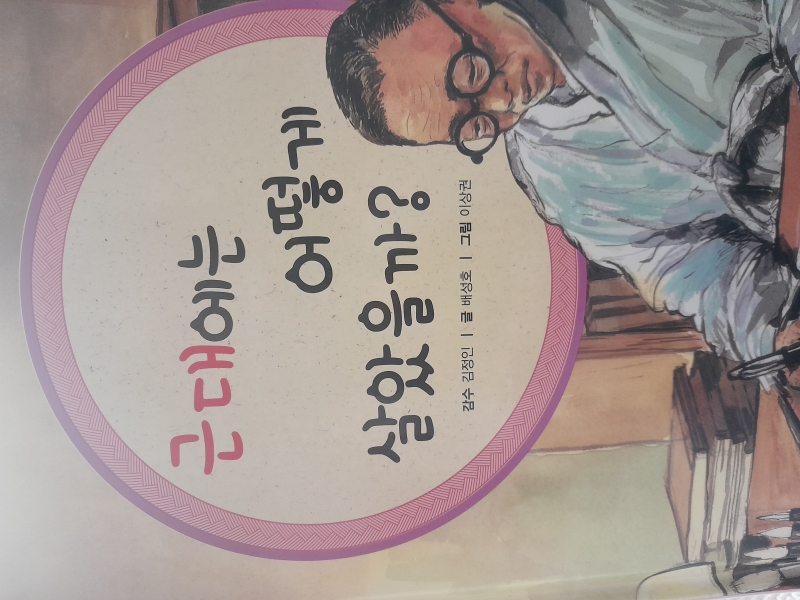 근대에는
어떻게
살았을까?
감수 김정인 | 글 배성호 | 그림 이상권